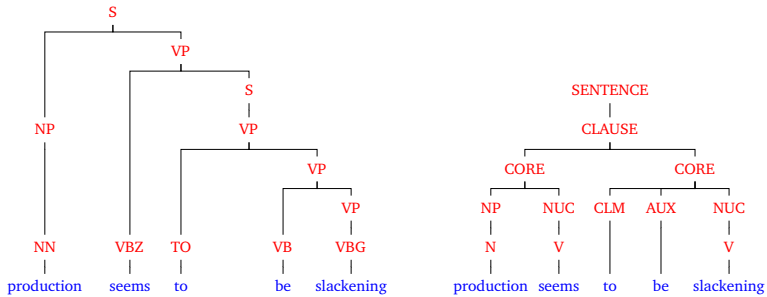 S
VP
S SENTENCE
NP VP CLAUSE
VP CORE CORE
VP NP NUC CLM AUX NUC
NN VBZ TO VB VBG N V V
production seems to be slackening production seems to be slackening